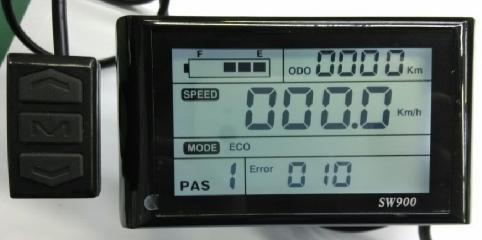 F E
ODO 0000 Km
SPEED 000.0 Km/h
MODE ECO
PAS 1 Error 010
M
SW900